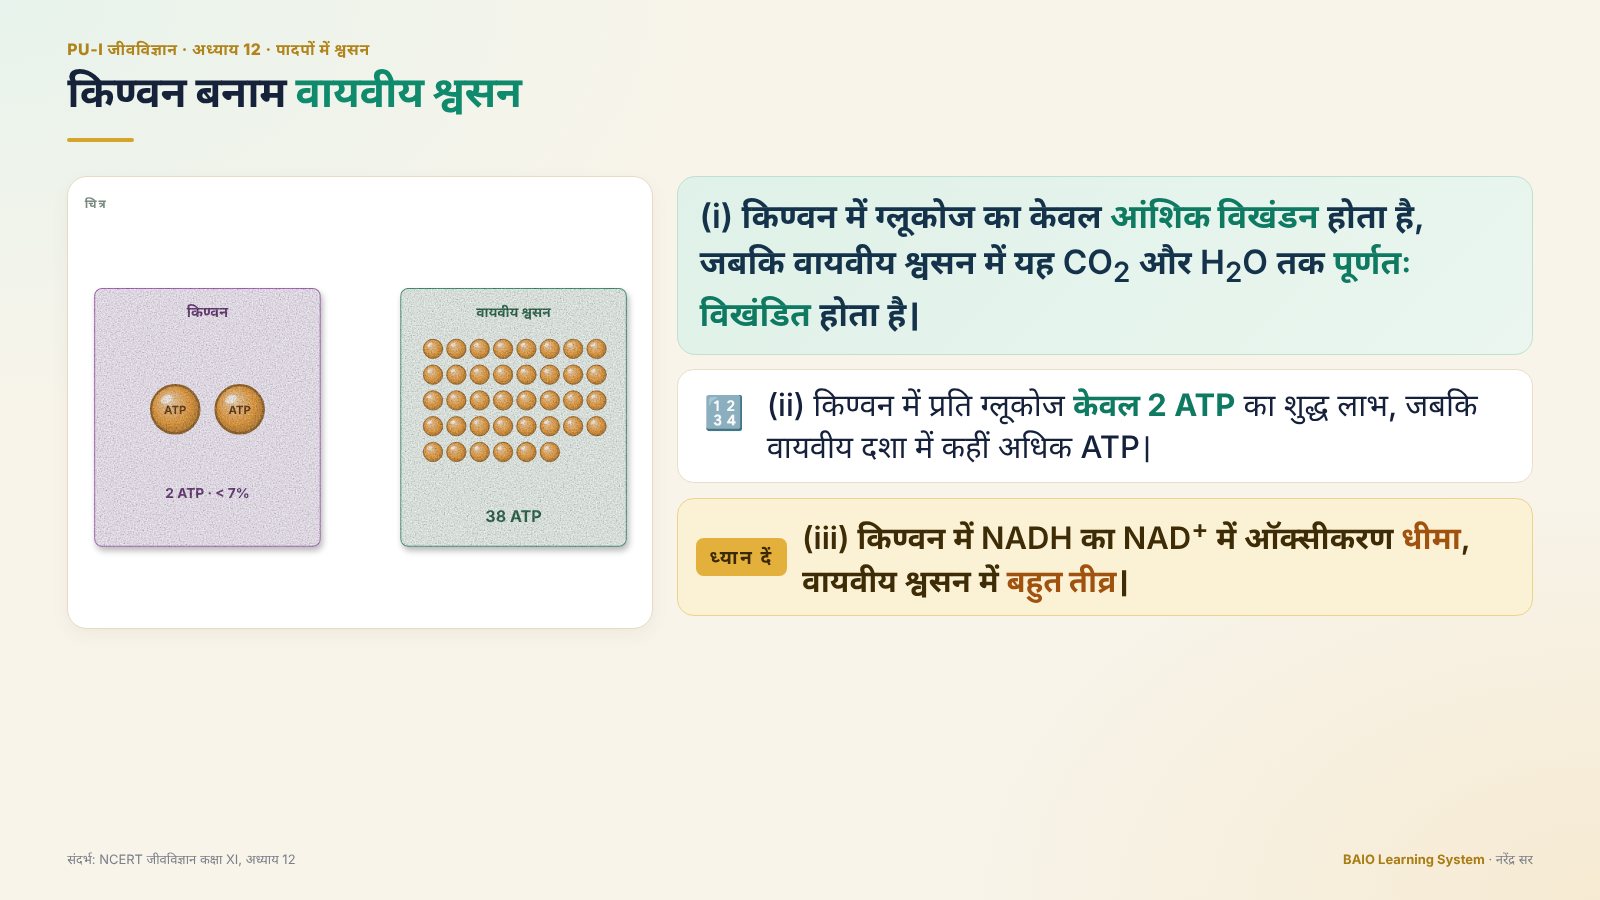 PU-I जीवविज्ञान · अध्याय 12 · पादपों में श्वसन
किण्वन बनाम वायवीय श्वसन
चित्र
किण्वन
ATP ATP
2 ATP · < 7%
वायवीय श्वसन
38 ATP
(i) किण्वन में ग्लूकोज का केवल आंशिक विखंडन होता है,
जबकि वायवीय श्वसन में यह CO₂ और H₂O तक पूर्णतः
विखंडित होता है|
🔢 (ii) किण्वन में प्रति ग्लूकोज केवल 2 ATP का शुद्ध लाभ, जबकि
वायवीय दशा में कहीं अधिक ATP|
ध्यान दें
(iii) किण्वन में NADH का NAD⁺ में ऑक्सीकरण धीमा,
वायवीय श्वसन में बहुत तीव्र|
संदर्भ: NCERT जीवविज्ञान कक्षा XI, अध्याय 12
BAIO Learning System · नरेंद्र सर